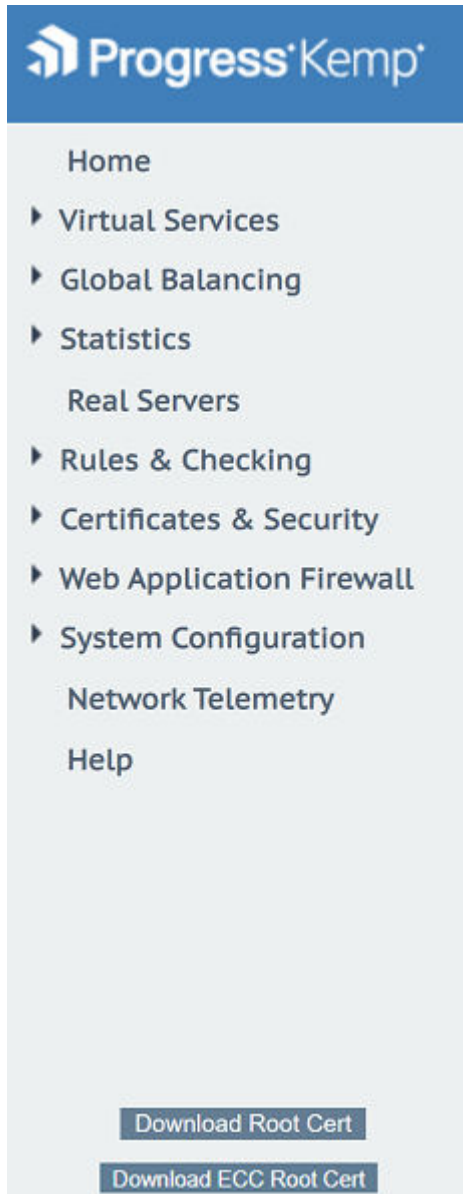 Progress Kemp
Home
Virtual Services
Global Balancing
Statistics
Real Servers
Rules & Checking
Certificates & Security
Web Application Firewall
System Configuration
Network Telemetry
Help
Download Root Cert
Download ECC Root Cert